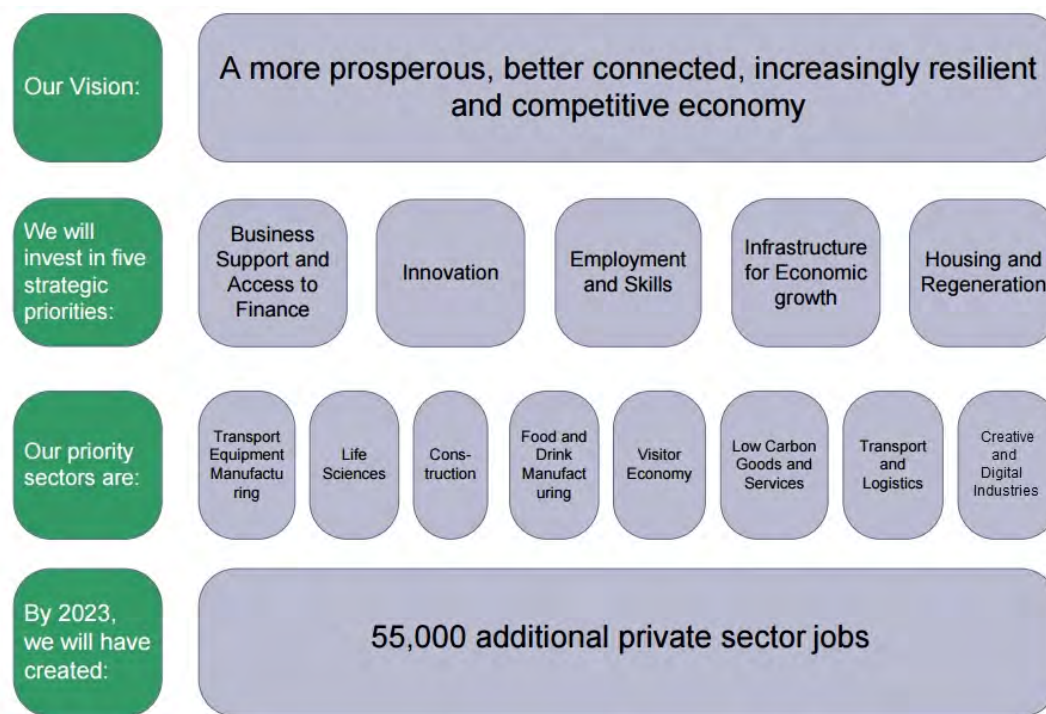 Our Vision:
A more prosperous, better connected, increasingly resilient
and competitive economy
We will
invest in five
strategic
priorities:
Business
Support and
Access to
Finance
Innovation
Employment
and Skills
Infrastructure
for Economic
growth
Housing and
Regeneration
Our priority
sectors are:
Transport
Equipment
Manufactu
ring
Life
Sciences
Cons-
truction
Food and
Drink
Manufact
uring
Visitor
Economy
Low Carbon
Goods and
Services
Transport
and
Logistics
Creative
and
Digital
Industries
By 2023,
we will have
created:
55,000 additional private sector jobs